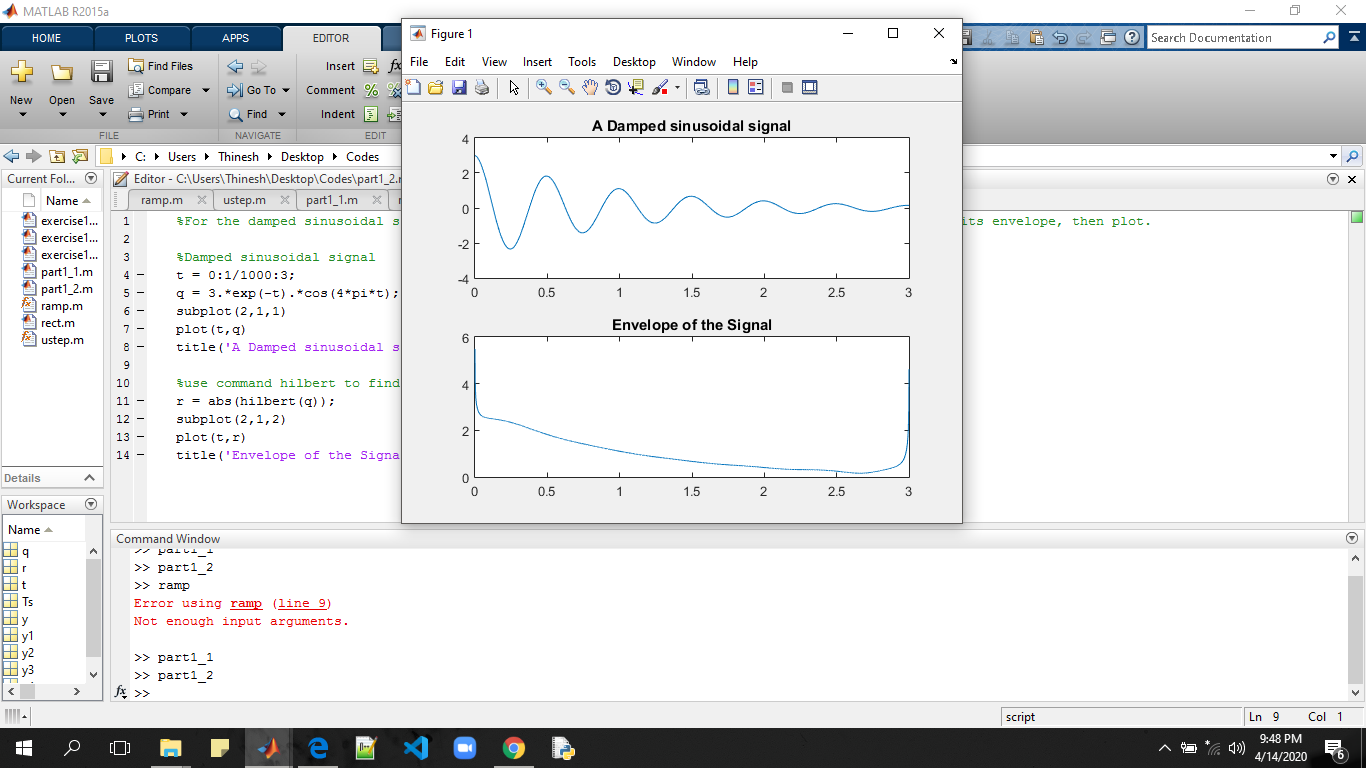 MATLAB R2015a
HOME PLOTS APPS EDITOR
Search Documentation
New Open Save
Find Files
Compare
Print
Go To
Find
Insert
Comment
Indent
FILE NAVIGATE EDIT
C: Users Thinesh Desktop Codes
Current Fol...
Name
exercise1...
exercise1...
exercise1...
part1_1.m
part1_2.m
ramp.m
rect.m
ustep.m
Details
Workspace
Name
q
r
t
Ts
y
y1
y2
y3
Editor - C:\Users\Thinesh\Desktop\Codes\part1_2.
ramp.m ustep.m part1_1.m
1 %For the damped sinusoidal s its envelope, then plot.
2
3 %Damped sinusoidal signal
4 t = 0:1/1000:3;
5 q = 3.*exp(-t).*cos(4*pi*t);
6 subplot(2,1,1)
7 plot(t,q)
8 title('A Damped sinusoidal s
9
10 %use command hilbert to find
11 r = abs(hilbert(q));
12 subplot(2,1,2)
13 plot(t,r)
14 title('Envelope of the Signa
Figure 1
File Edit View Insert Tools Desktop Window Help
A Damped sinusoidal signal
4
2
0
-2
-4
0 0.5 1 1.5 2 2.5 3
Envelope of the Signal
6
4
2
0
0 0.5 1 1.5 2 2.5 3
Command Window
>> part1_1
>> part1_2
>> ramp
Error using ramp (line 9)
Not enough input arguments.
>> part1_1
>> part1_2
fx >>
script
Ln 9 Col 1
9:48 PM
4/14/2020
6